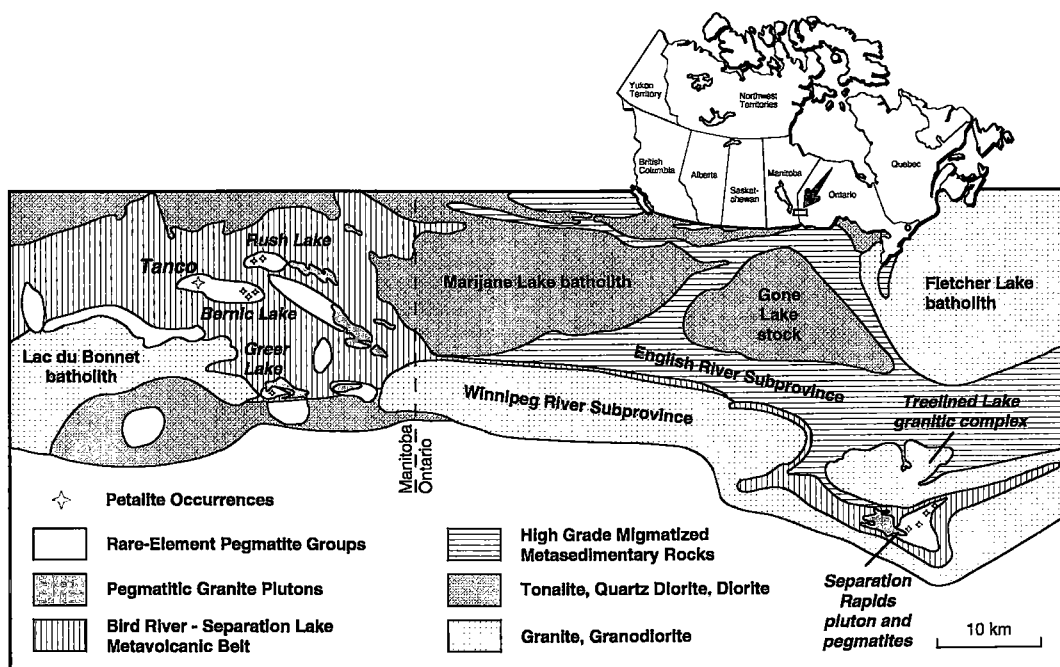 Yukon
Territory
Northwest
Territories
British
Columbia
Alberta
Saskat-
chewan
Manitoba
Ontario
Quebec
Rush Lake
Tanco
Bernic Lake
Greer
Lake
Lac du Bonnet
batholith
Marijane Lake batholith
Gone
Lake
stock
Fletcher Lake
batholith
English River Subprovince
Winnipeg River Subprovince
Treelined Lake
granitic complex
Manitoba
Ontario
Separation
Rapids
pluton and
pegmatites
10 km
Petalite Occurrences
Rare-Element Pegmatite Groups
Pegmatitic Granite Plutons
Bird River - Separation Lake
Metavolcanic Belt
High Grade Migmatized
Metasedimentary Rocks
Tonalite, Quartz Diorite, Diorite
Granite, Granodiorite